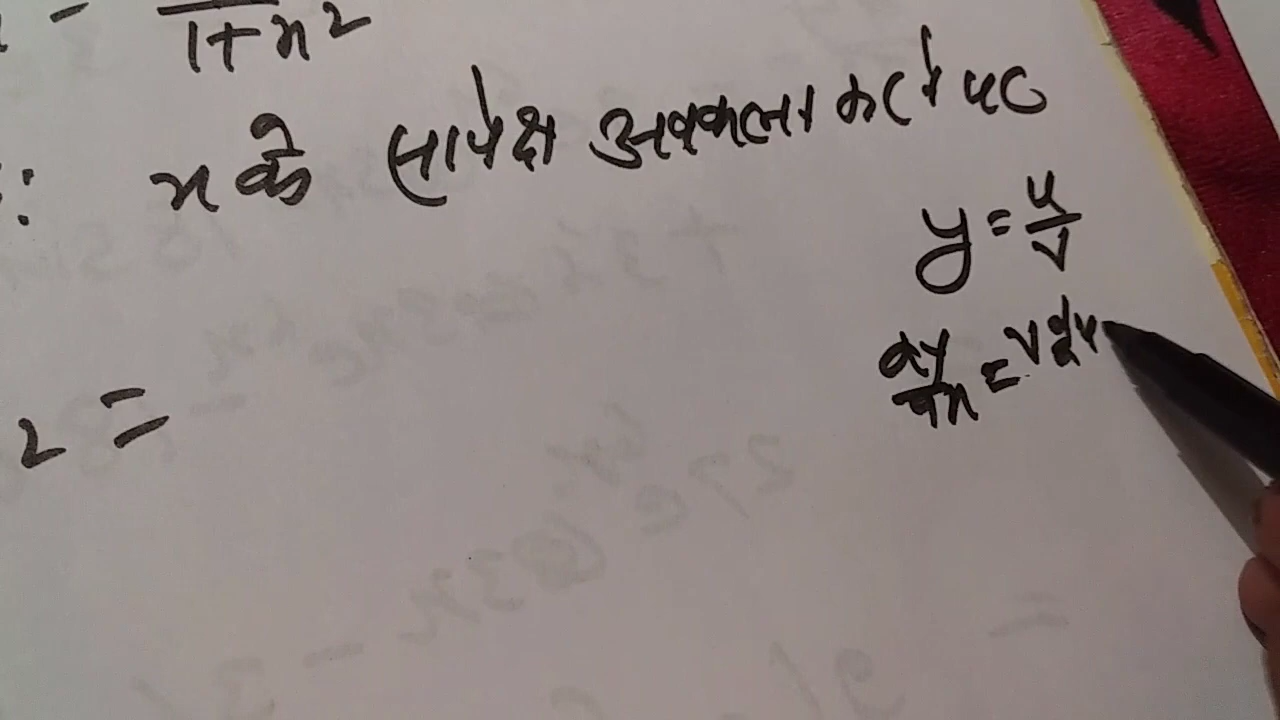 - 1+x²
: x के सापेक्ष अवकलन करने पर
y = u/v
dy/dx = v du
2 =